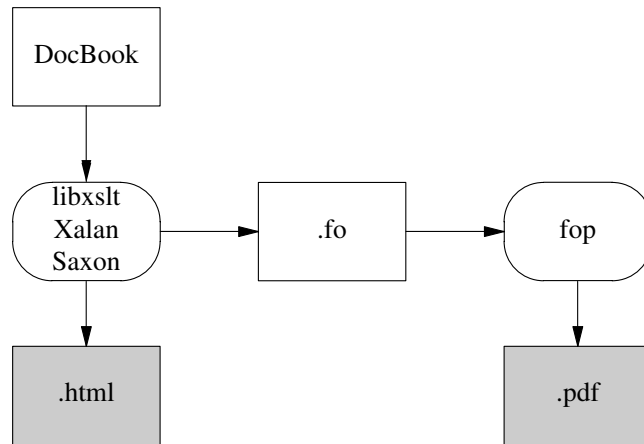 DocBook
libxslt
Xalan
Saxon
.fo
fop
.html
.pdf